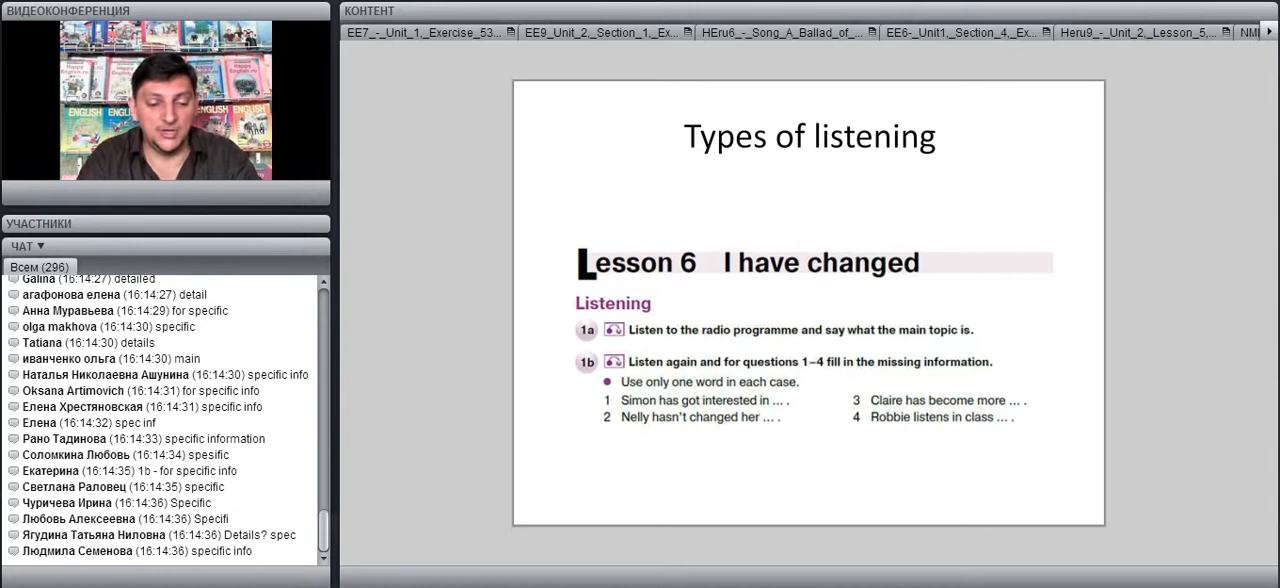 ВИДЕОКОНФЕРЕНЦИЯ
ENGLISH
Happy
English.ru
ENGLISH
УЧАСТНИКИ
ЧАТ ▼
Всем (296)
Galina (16:14:27) detailed
агафонова елена (16:14:27) detail
Анна Муравьева (16:14:29) for specific
olga makhova (16:14:30) specific
Tatiana (16:14:30) details
иванченко ольга (16:14:30) main
Наталья Николаевна Ашунина (16:14:30) specific info
Oksana Artimovich (16:14:31) for specific info
Елена Хрестяновская (16:14:31) specific info
Елена (16:14:32) spec inf
Рано Тадинова (16:14:33) specific information
Соломкина Любовь (16:14:34) spesific
Екатерина (16:14:35) 1b - for specific info
Светлана Раловец (16:14:35) specific
Чуричева Ирина (16:14:36) Specific
Любовь Алексеевна (16:14:36) Specifi
Ягудина Татьяна Ниловна (16:14:36) Details? spec
Людмила Семенова (16:14:36) specific info
КОНТЕНТ
EE7_-_Unit_1,_Exercise_53...
EE9_Unit_2,_Section_1,_Ex...
HEru6_-_Song_A_Ballad_of_...
EE6-_Unit1,_Section_4,_Ex...
Heru9_-_Unit_2,_Lesson_5,...
Types of listening
Lesson 6 I have changed
Listening
1a Listen to the radio programme and say what the main topic is.
1b Listen again and for questions 1–4 fill in the missing information.
● Use only one word in each case.
1 Simon has got interested in ... .
2 Nelly hasn't changed her ... .
3 Claire has become more ... .
4 Robbie listens in class ... .